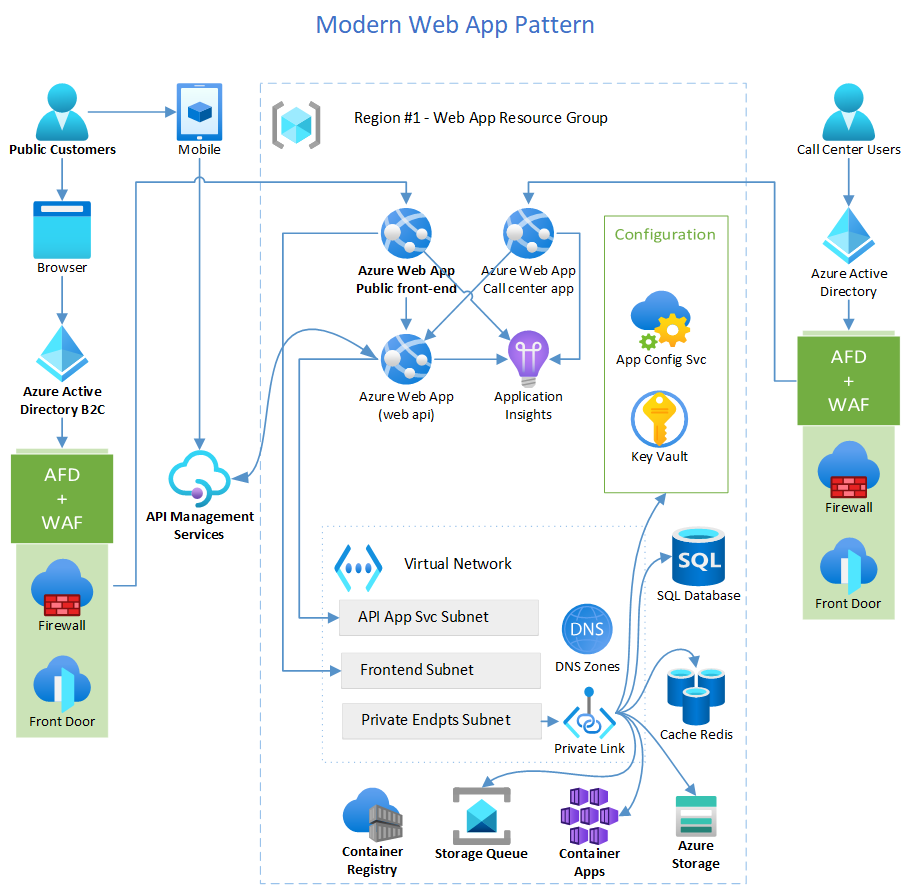 Modern Web App Pattern
Region #1 - Web App Resource Group
Public Customers
Mobile
Call Center Users
Browser
Azure Active
Directory B2C
AFD
+
WAF
Firewall
Front Door
API Management
Services
Azure Web App
Public front-end
Azure Web App
Call center app
Azure Web App
(web api)
Application
Insights
Configuration
App Config Svc
Key Vault
Azure Active
Directory
AFD
+
WAF
Firewall
Front Door
Virtual Network
API App Svc Subnet
Frontend Subnet
Private Endpts Subnet
DNS
DNS Zones
Private Link
SQL
SQL Database
Cache Redis
Container
Registry
Storage Queue
Container
Apps
Azure
Storage